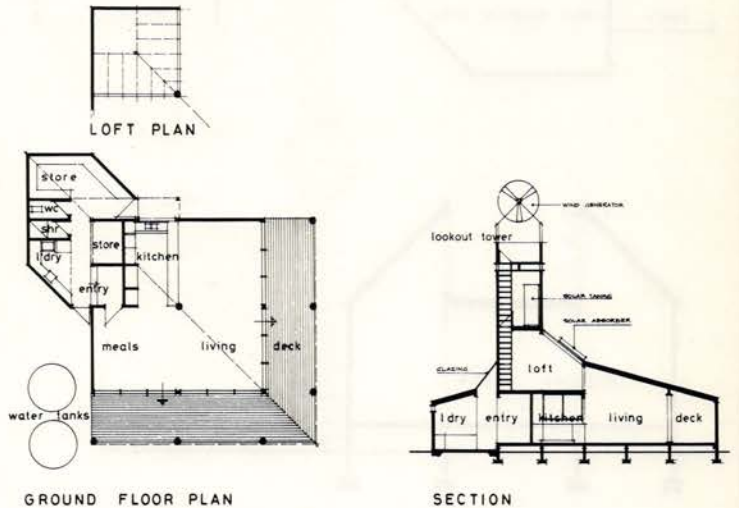 LOFT PLAN
store
wc
shr
l'dry
store
kitchen
entry
meals
living
deck
water tanks
GROUND FLOOR PLAN
WIND GENERATOR
lookout tower
SOLAR TANKS
SOLAR ABSORBER
GLAZING
loft
l dry
entry
kitchen
living
deck
SECTION